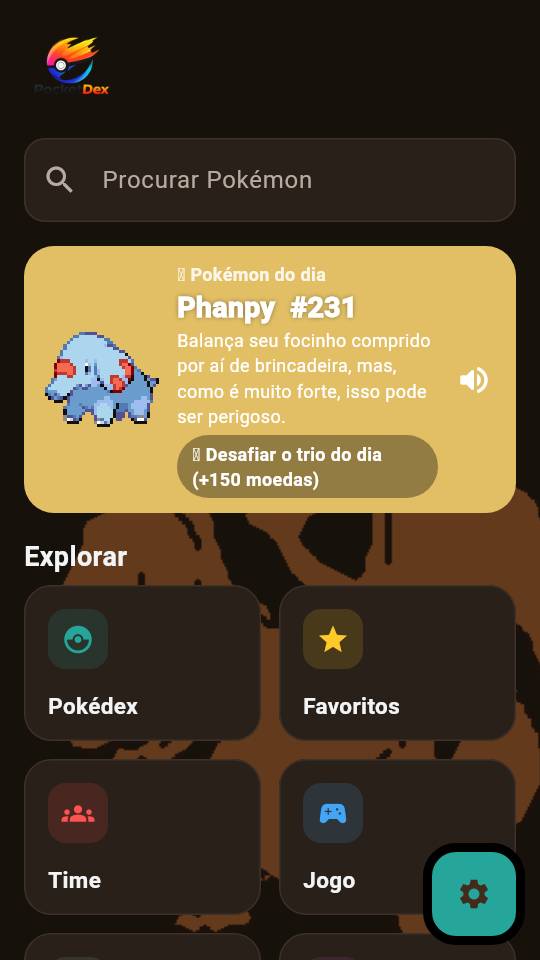 PocketDex
Procurar Pokémon
Pokémon do dia
Phanpy #231
Balança seu focinho comprido
por aí de brincadeira, mas,
como é muito forte, isso pode
ser perigoso.
Desafiar o trio do dia
(+150 moedas)
Explorar
Pokédex
Favoritos
Time
Jogo